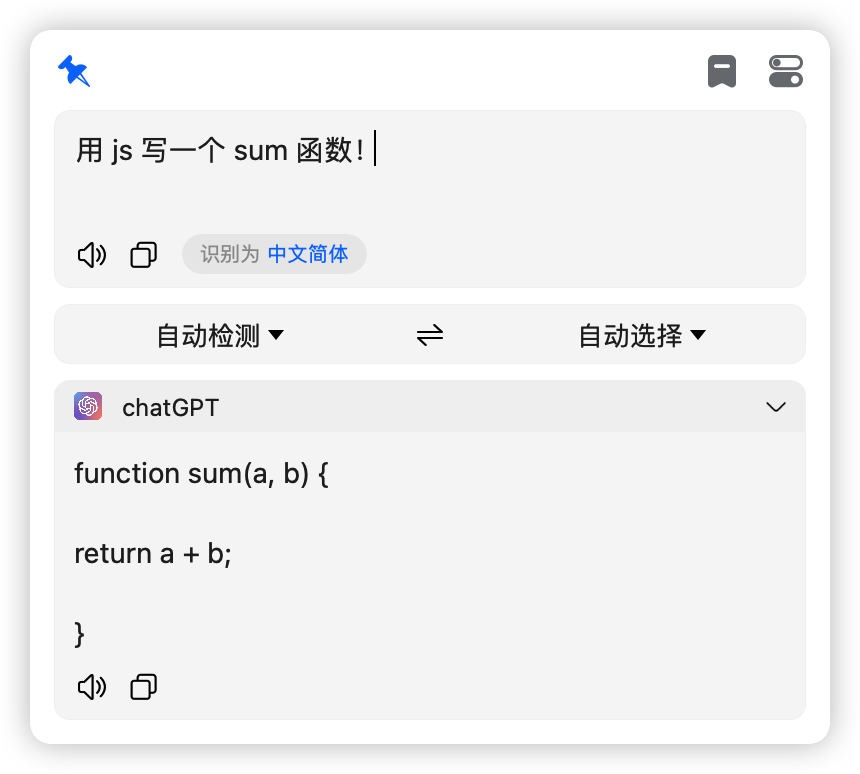 用 js 写一个 sum 函数！
识别为 中文简体
自动检测
自动选择
chatGPT
function sum(a, b) {
return a + b;
}